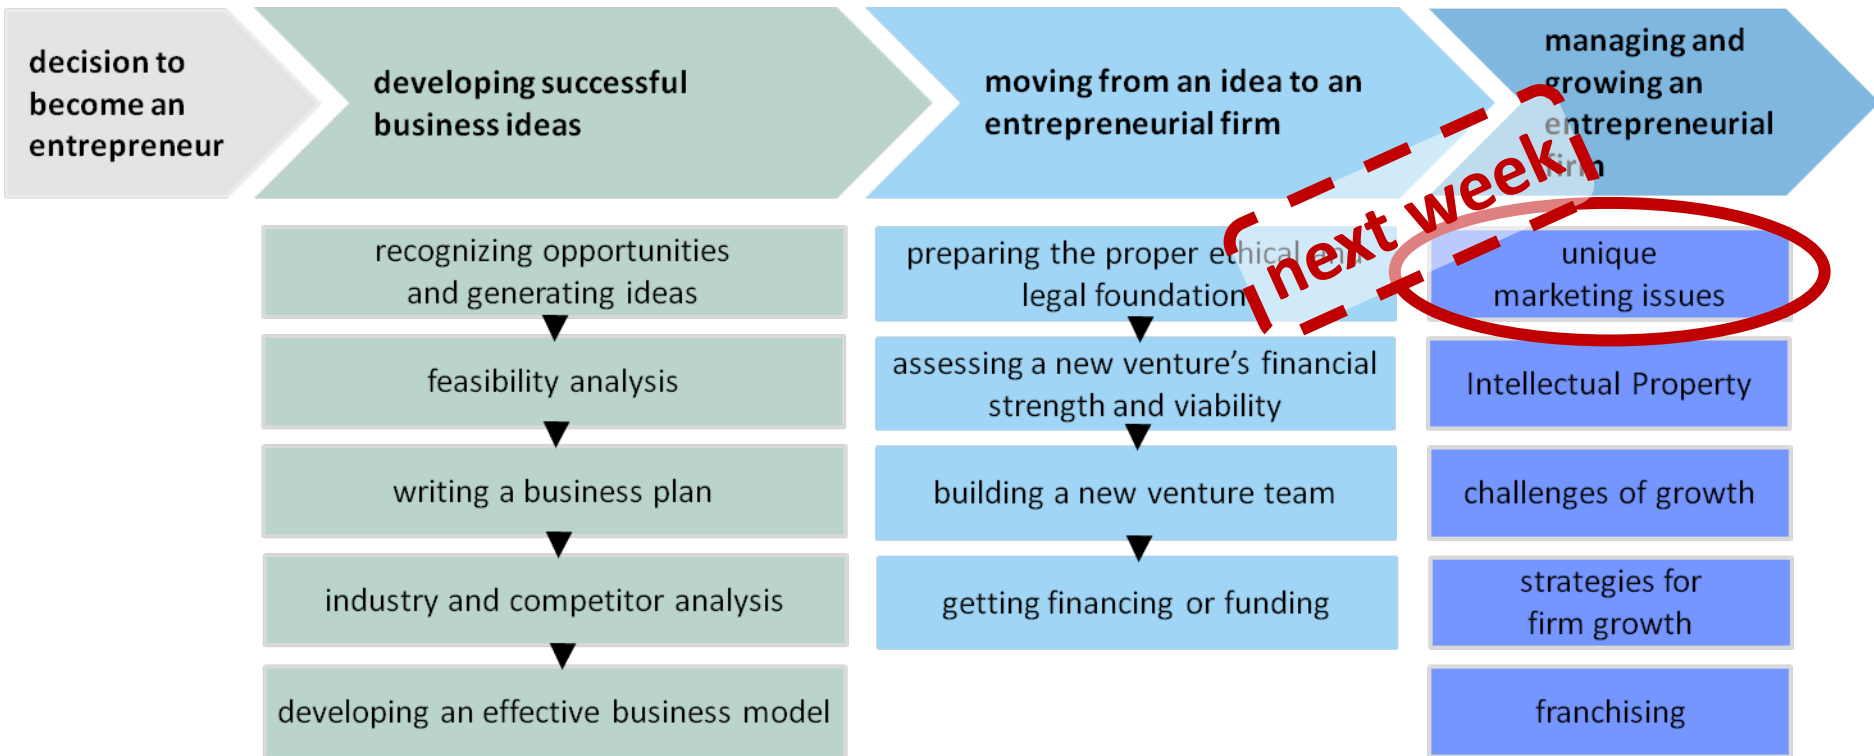 decision to
become an
entrepreneur
developing successful
business ideas
moving from an idea to an
entrepreneurial firm
managing and
growing an
entrepreneurial
firm
next week
recognizing opportunities
and generating ideas
feasibility analysis
writing a business plan
industry and competitor analysis
developing an effective business model
preparing the proper ethical and
legal foundation
assessing a new venture’s financial
strength and viability
building a new venture team
getting financing or funding
unique
marketing issues
Intellectual Property
challenges of growth
strategies for
firm growth
franchising